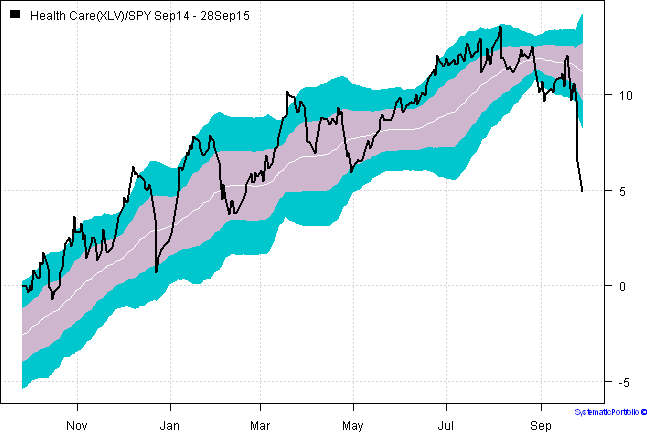 Health Care(XLV)/SPY Sep14 - 28Sep15
10
5
0
-5
Nov Jan Mar May Jul Sep
SystematicPortfolio ©